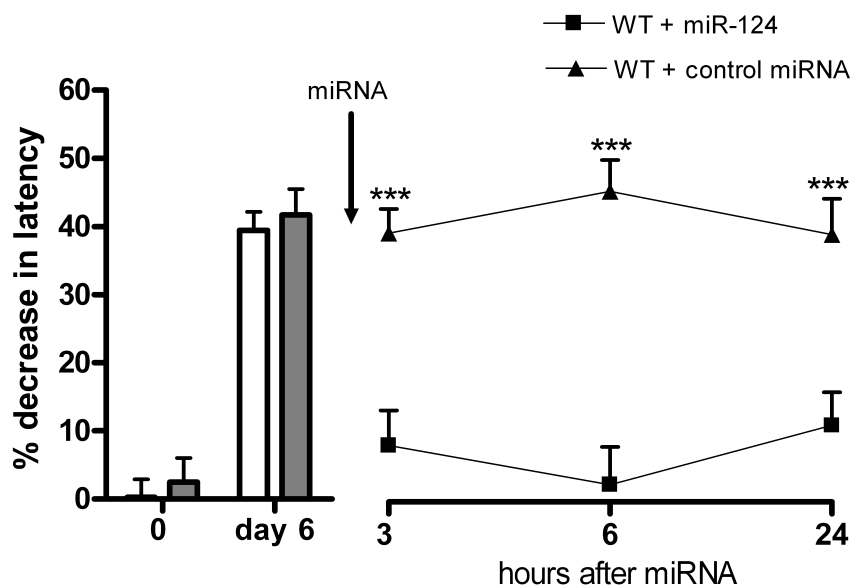 WT + miR-124
WT + control miRNA
% decrease in latency
60
50
40
30
20
10
0
miRNA
***
***
***
0
day 6
3
6
24
hours after miRNA